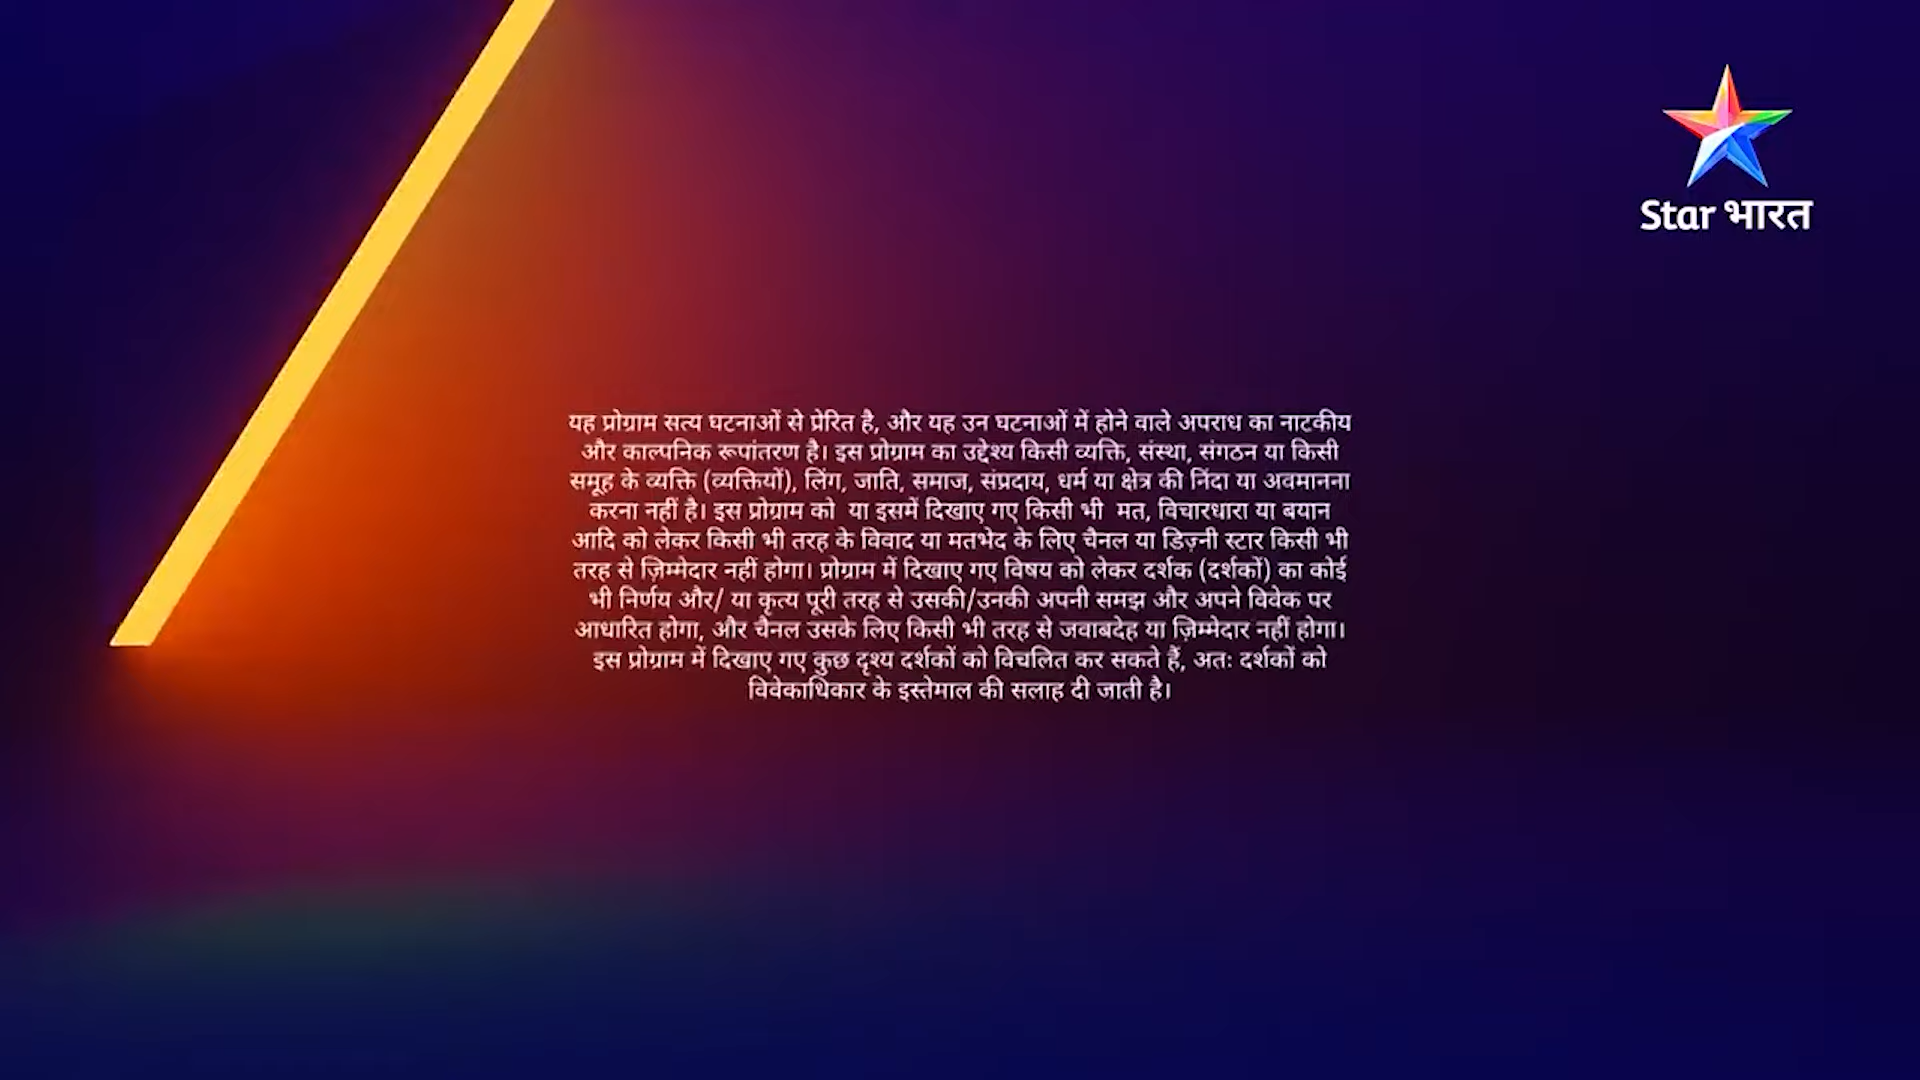 Star भारत
यह प्रोग्राम सत्य घटनाओं से प्रेरित है, और यह उन घटनाओं में होने वाले अपराध का नाटकीय
और काल्पनिक रूपांतरण है। इस प्रोग्राम का उद्देश्य किसी व्यक्ति, संस्था, संगठन या किसी
समूह के व्यक्ति (व्यक्तियों), लिंग, जाति, समाज, संप्रदाय, धर्म या क्षेत्र की निंदा या अवमानना
करना नहीं है। इस प्रोग्राम को या इसमें दिखाए गए किसी भी मत, विचारधारा या बयान
आदि को लेकर किसी भी तरह के विवाद या मतभेद के लिए चैनल या डिज़्नी स्टार किसी भी
तरह से ज़िम्मेदार नहीं होगा। प्रोग्राम में दिखाए गए विषय को लेकर दर्शक (दर्शकों) का कोई
भी निर्णय और/ या कृत्य पूरी तरह से उसकी/उनकी अपनी समझ और अपने विवेक पर
आधारित होगा, और चैनल उसके लिए किसी भी तरह से जवाबदेह या ज़िम्मेदार नहीं होगा।
इस प्रोग्राम में दिखाए गए कुछ दृश्य दर्शकों को विचलित कर सकते हैं, अतः दर्शकों को
विवेकाधिकार के इस्तेमाल की सलाह दी जाती है।